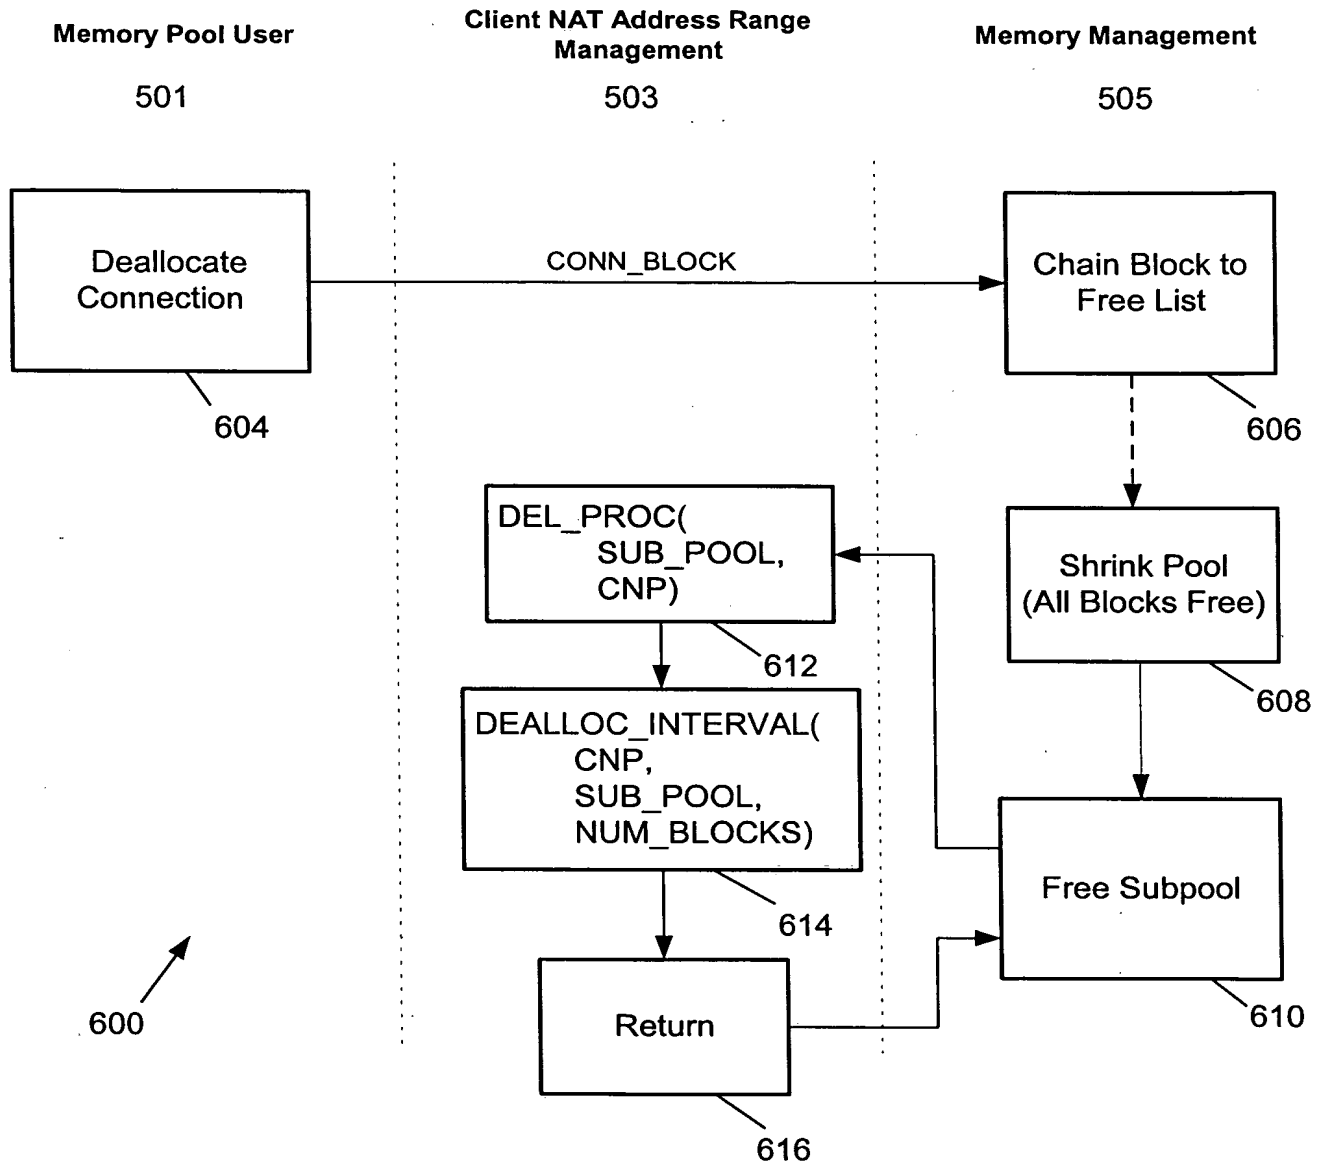 Memory Pool User
501
Client NAT Address Range
Management
503
Memory Management
505
Deallocate
Connection
604
CONN_BLOCK
Chain Block to
Free List
606
DEL_PROC(
SUB_POOL,
CNP)
612
Shrink Pool
(All Blocks Free)
608
DEALLOC_INTERVAL(
CNP,
SUB_POOL,
NUM_BLOCKS)
614
Free Subpool
610
Return
616
600